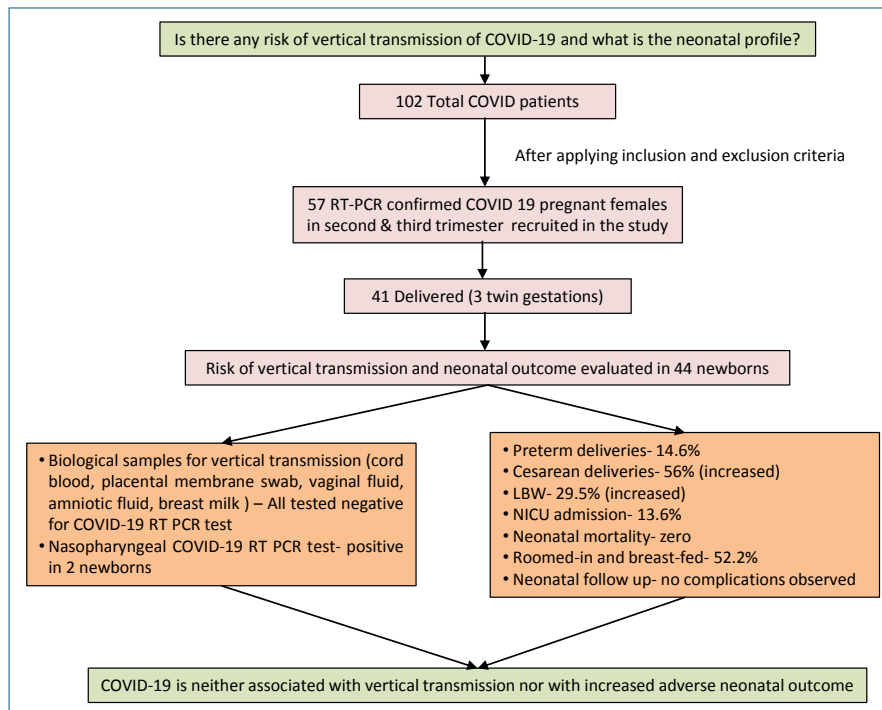 Is there any risk of vertical transmission of COVID-19 and what is the neonatal profile?
102 Total COVID patients
After applying inclusion and exclusion criteria
57 RT-PCR confirmed COVID 19 pregnant females
in second & third trimester recruited in the study
41 Delivered (3 twin gestations)
Risk of vertical transmission and neonatal outcome evaluated in 44 newborns
• Biological samples for vertical transmission (cord
blood, placental membrane swab, vaginal fluid,
amniotic fluid, breast milk ) – All tested negative
for COVID-19 RT PCR test
• Nasopharyngeal COVID-19 RT PCR test- positive
in 2 newborns
• Preterm deliveries- 14.6%
• Cesarean deliveries- 56% (increased)
• LBW- 29.5% (increased)
• NICU admission- 13.6%
• Neonatal mortality- zero
• Roomed-in and breast-fed- 52.2%
• Neonatal follow up- no complications observed
COVID-19 is neither associated with vertical transmission nor with increased adverse neonatal outcome